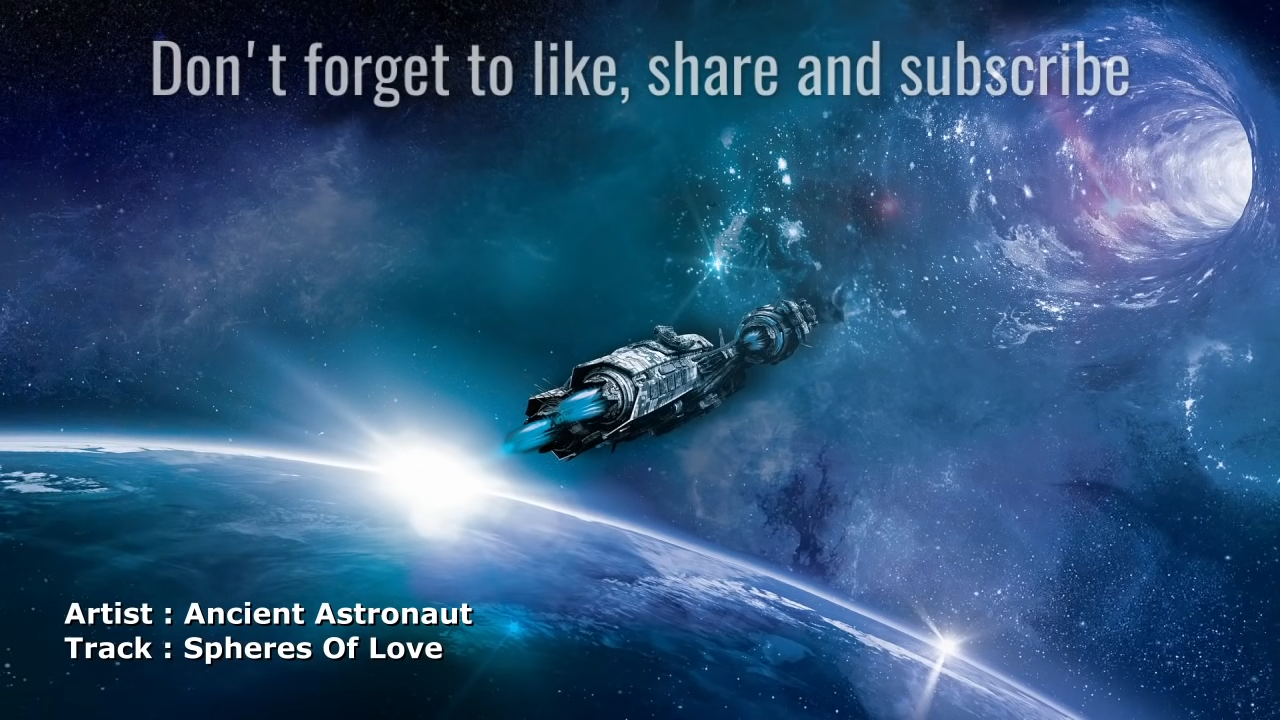 Don't forget to like, share and subscribe
Artist : Ancient Astronaut
Track : Spheres Of Love